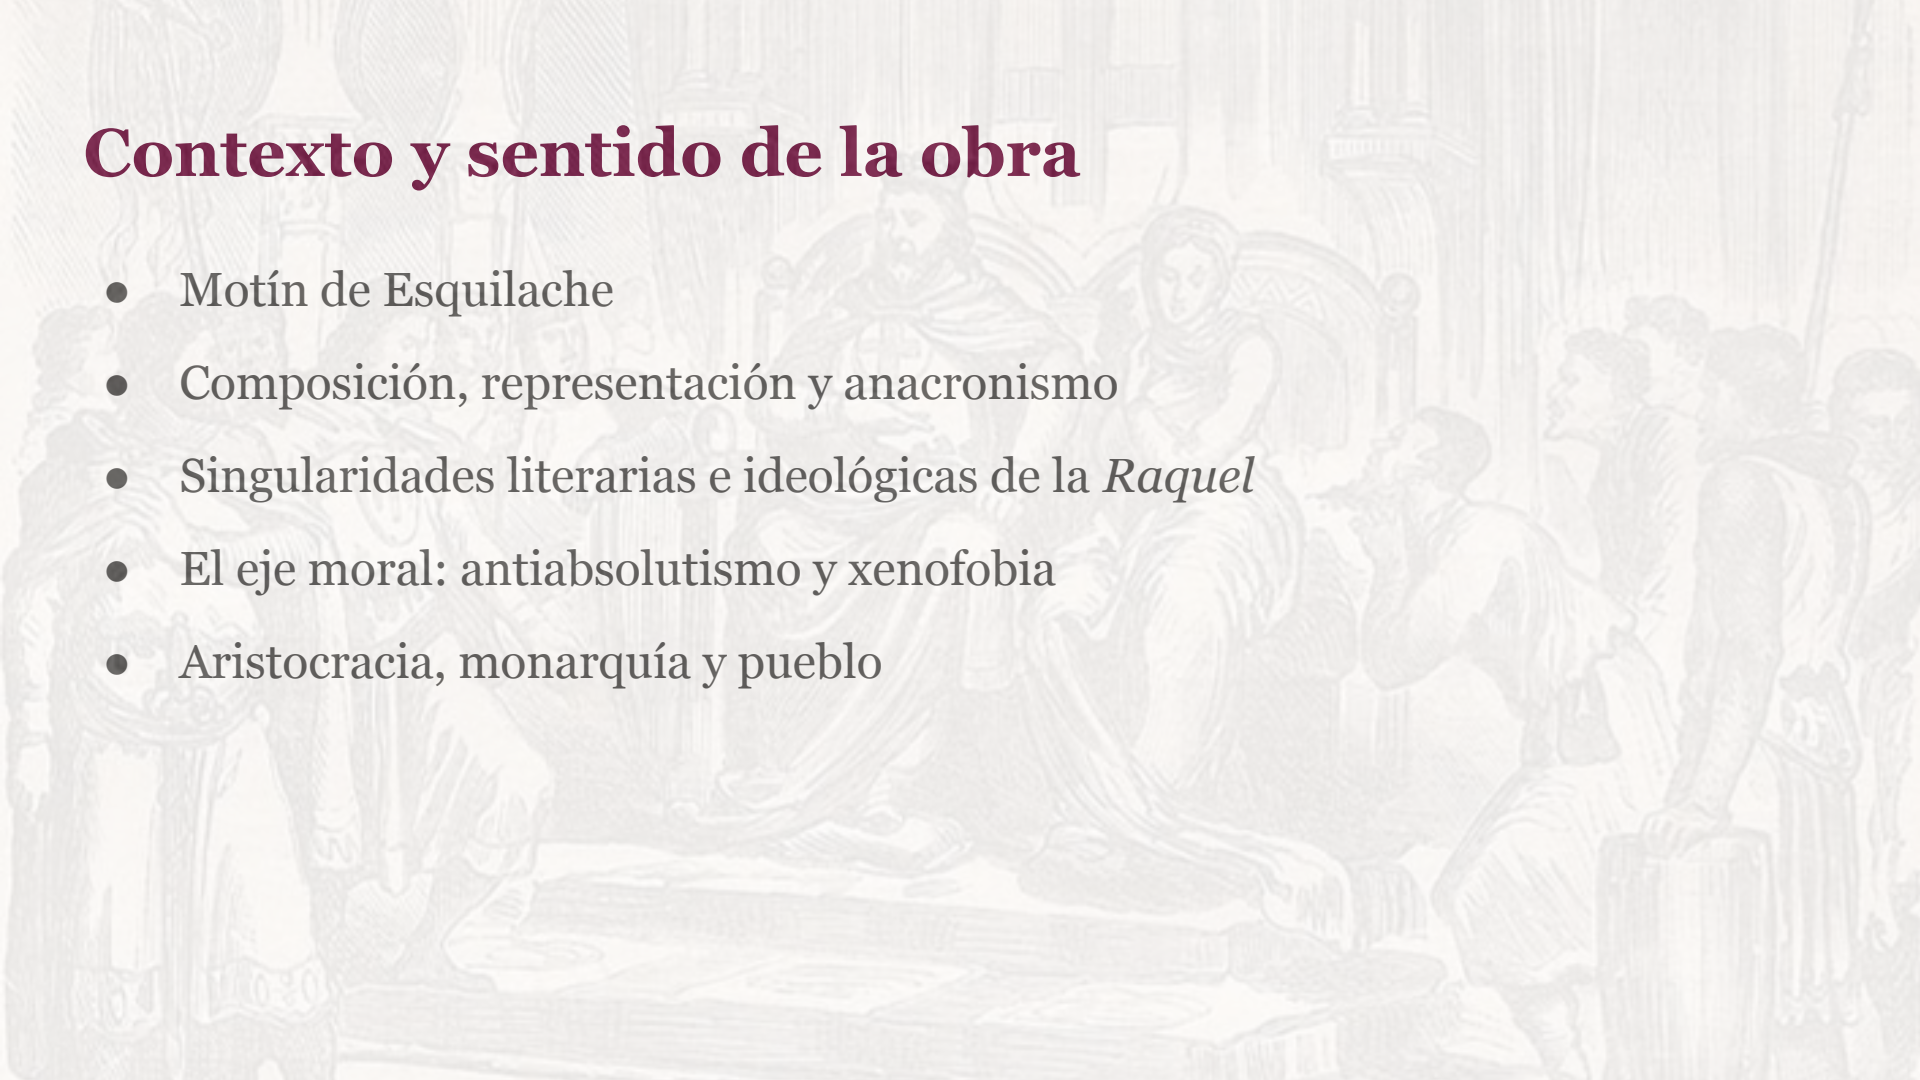 Contexto y sentido de la obra
● Motín de Esquilache
● Composición, representación y anacronismo
● Singularidades literarias e ideológicas de la Raquel
● El eje moral: antiabsolutismo y xenofobia
● Aristocracia, monarquía y pueblo